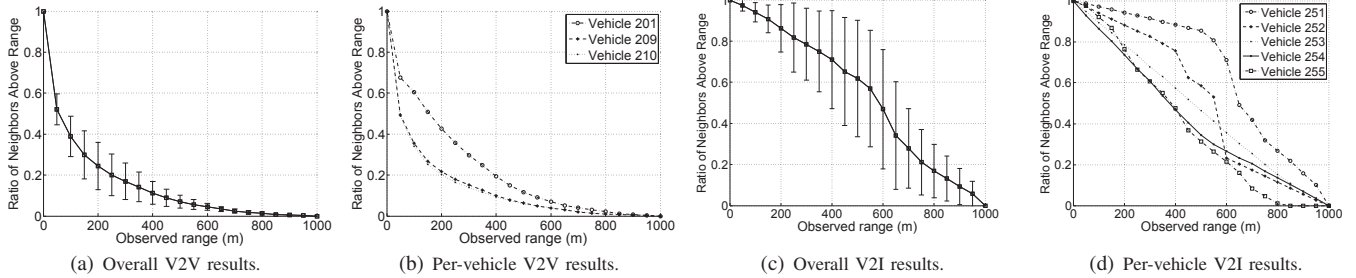 Ratio of Neighbors Above Range
1
0.8
0.6
0.4
0.2
0
0 200 400 600 800 1000
Observed range (m)
(a) Overall V2V results.
Ratio of Neighbors Above Range
1
0.8
0.6
0.4
0.2
0
Vehicle 201
Vehicle 209
Vehicle 210
0 200 400 600 800 1000
Observed range (m)
(b) Per-vehicle V2V results.
Ratio of Neighbors Above Range
1
0.8
0.6
0.4
0.2
0
0 200 400 600 800 1000
Observed range (m)
(c) Overall V2I results.
Ratio of Neighbors Above Range
1
0.8
0.6
0.4
0.2
0
Vehicle 251
Vehicle 252
Vehicle 253
Vehicle 254
Vehicle 255
0 200 400 600 800 1000
Observed range (m)
(d) Per-vehicle V2I results.